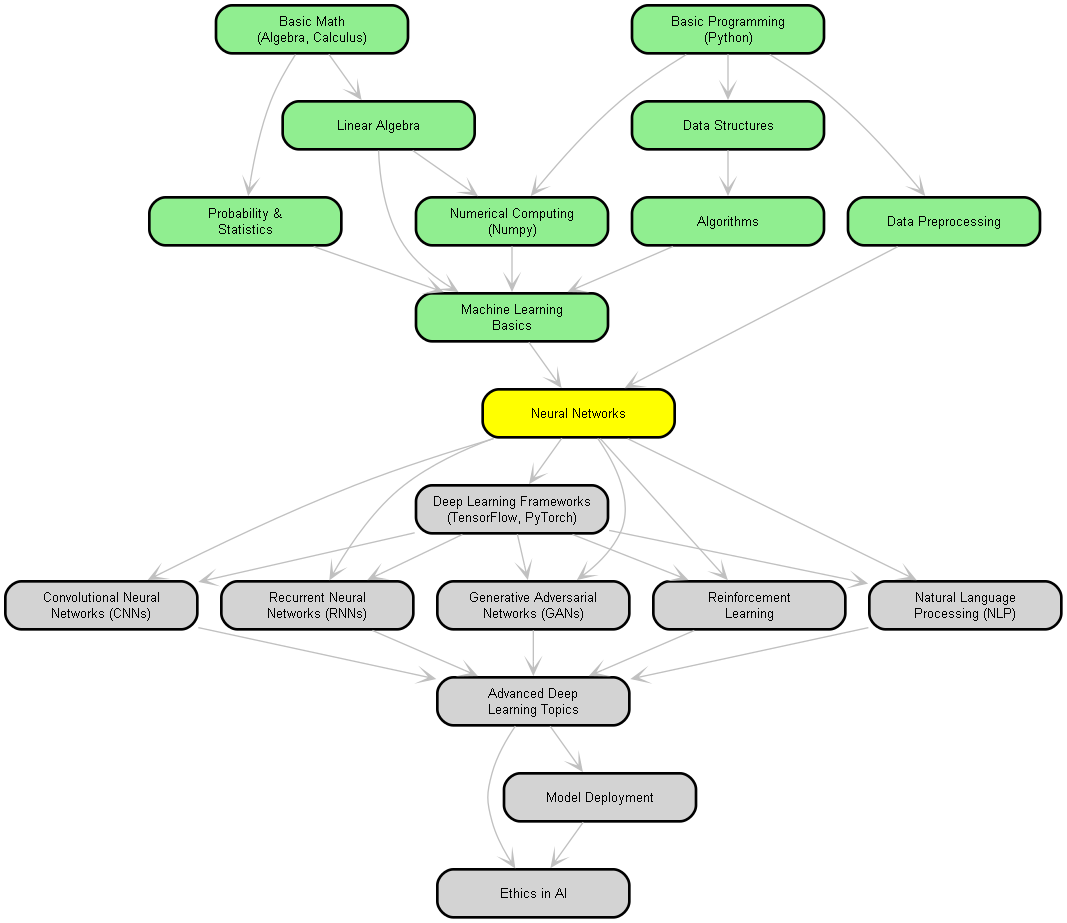 Basic Math
(Algebra, Calculus)
Basic Programming
(Python)
Linear Algebra
Data Structures
Probability &
Statistics
Numerical Computing
(Numpy)
Algorithms
Data Preprocessing
Machine Learning
Basics
Neural Networks
Deep Learning Frameworks
(TensorFlow, PyTorch)
Convolutional Neural
Networks (CNNs)
Recurrent Neural
Networks (RNNs)
Generative Adversarial
Networks (GANs)
Reinforcement
Learning
Natural Language
Processing (NLP)
Advanced Deep
Learning Topics
Model Deployment
Ethics in AI